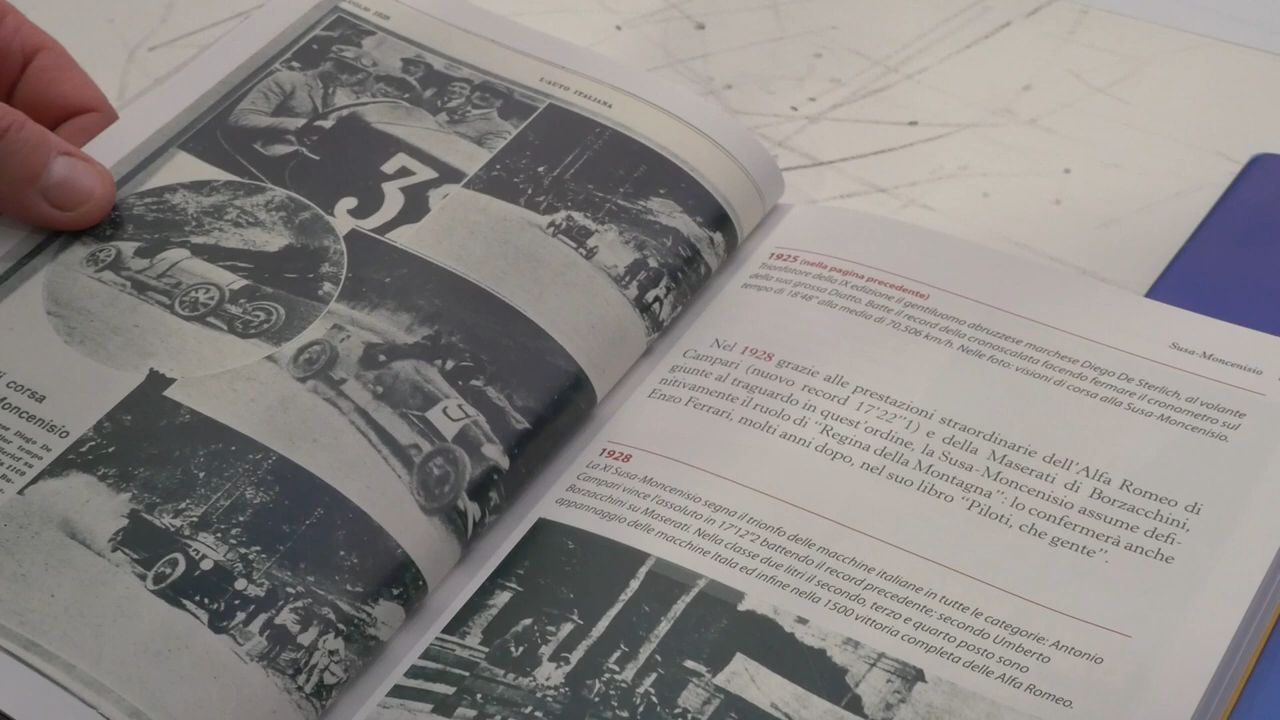 L'AUTO ITALIANA
3
corsa
Moncenisio
Diego De
tempo
Susa-Moncenisio
1925 (nella pagina precedente)
Trionfatore della IX edizione il gentiluomo abruzzese marchese Diego De Sterlich, al volante
della sua grossa Diatto. Batte il record della cronoscalata facendo fermare il cronometro sul
tempo di 18'48" alla media di 70,506 km/h. Nelle foto: visioni di corsa alla Susa-Moncenisio.
Nel 1928 grazie alle prestazioni straordinarie dell'Alfa Romeo di
Campari (nuovo record 17'22"1) e della Maserati di Borzacchini,
giunte al traguardo in quest'ordine, la Susa-Moncenisio assume defi-
nitivamente il ruolo di "Regina della Montagna": lo confermerà anche
Enzo Ferrari, molti anni dopo, nel suo libro "Piloti, che gente".
1928
La XI Susa-Moncenisio segna il trionfo delle macchine italiane in tutte le categorie: Antonio
Campari vince l'assoluto in 17'12"2 battendo il record precedente; secondo Umberto
Borzacchini su Maserati. Nella classe due litri il secondo, terzo e quarto posto sono
appannaggio delle macchine Itala ed infine nella 1500 vittoria completa delle Alfa Romeo.